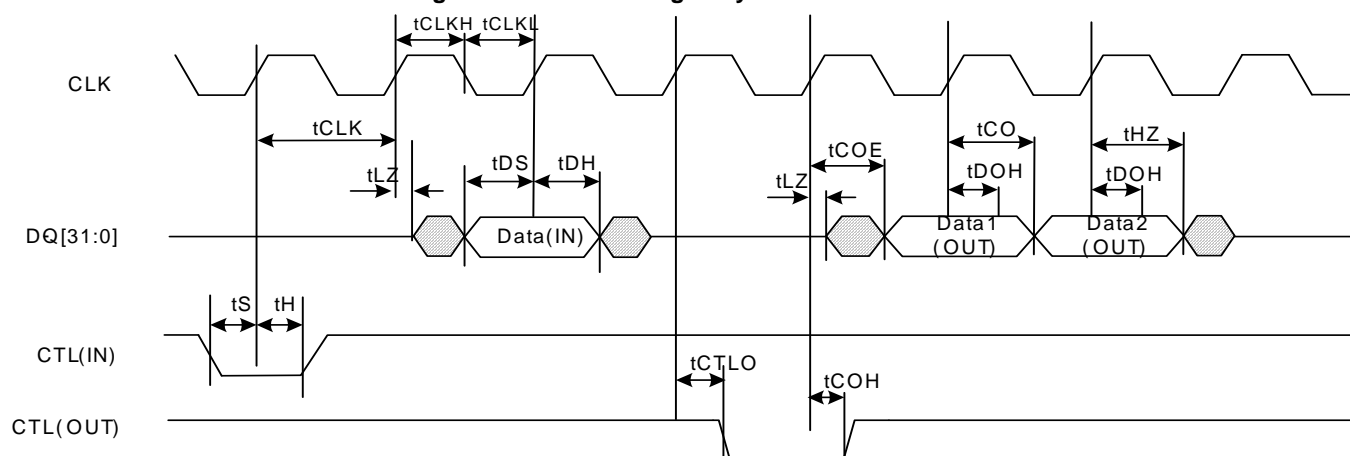 tCLKH tCLKL
CLK
tCLK
tCO
tHZ
tCOE
tDS
tDH
tLZ
tLZ
tDOH
tDOH
DQ[31:0]
Data(IN)
Data1
(OUT)
Data2
(OUT)
tS
tH
CTL(IN)
tCTLO
tCOH
CTL(OUT)